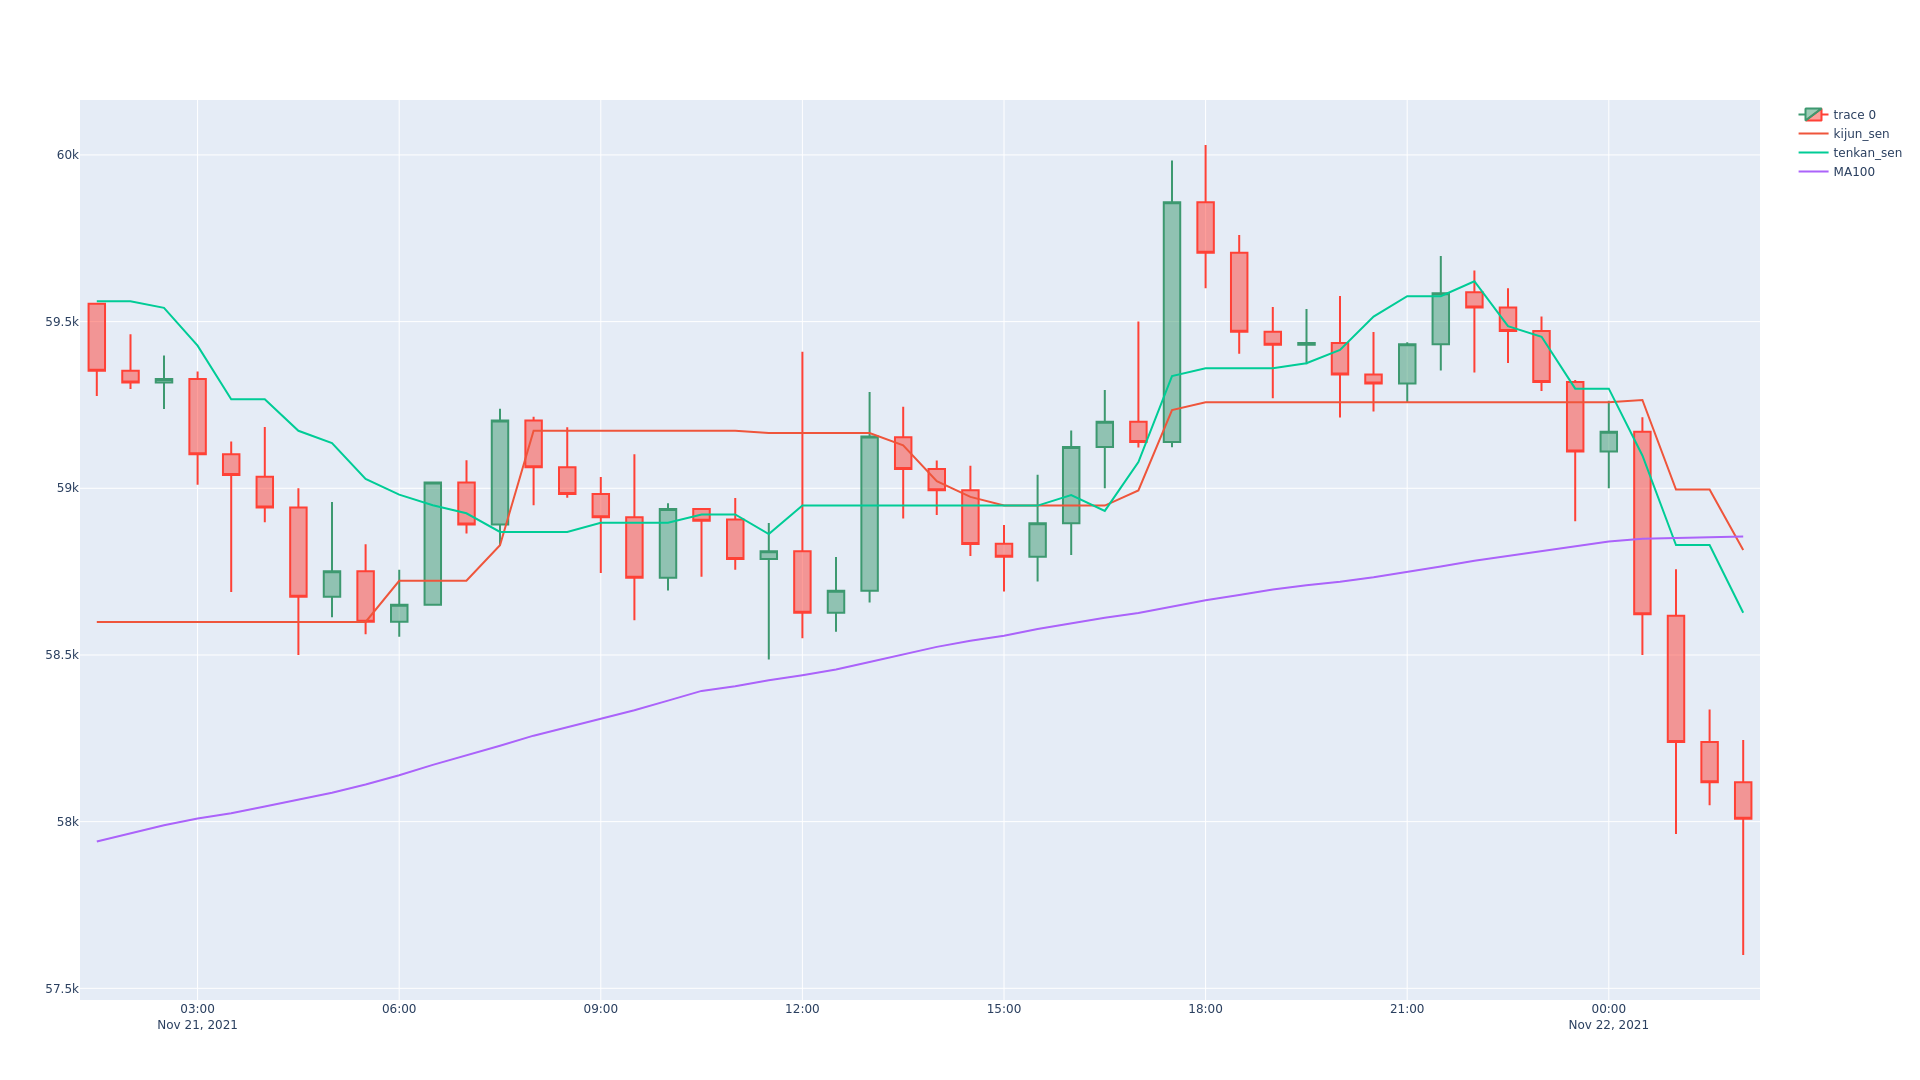 trace 0
kijun_sen
tenkan_sen
MA100
60k
59.5k
59k
58.5k
58k
57.5k
03:00 06:00 09:00 12:00 15:00 18:00 21:00 00:00
Nov 21, 2021 Nov 22, 2021